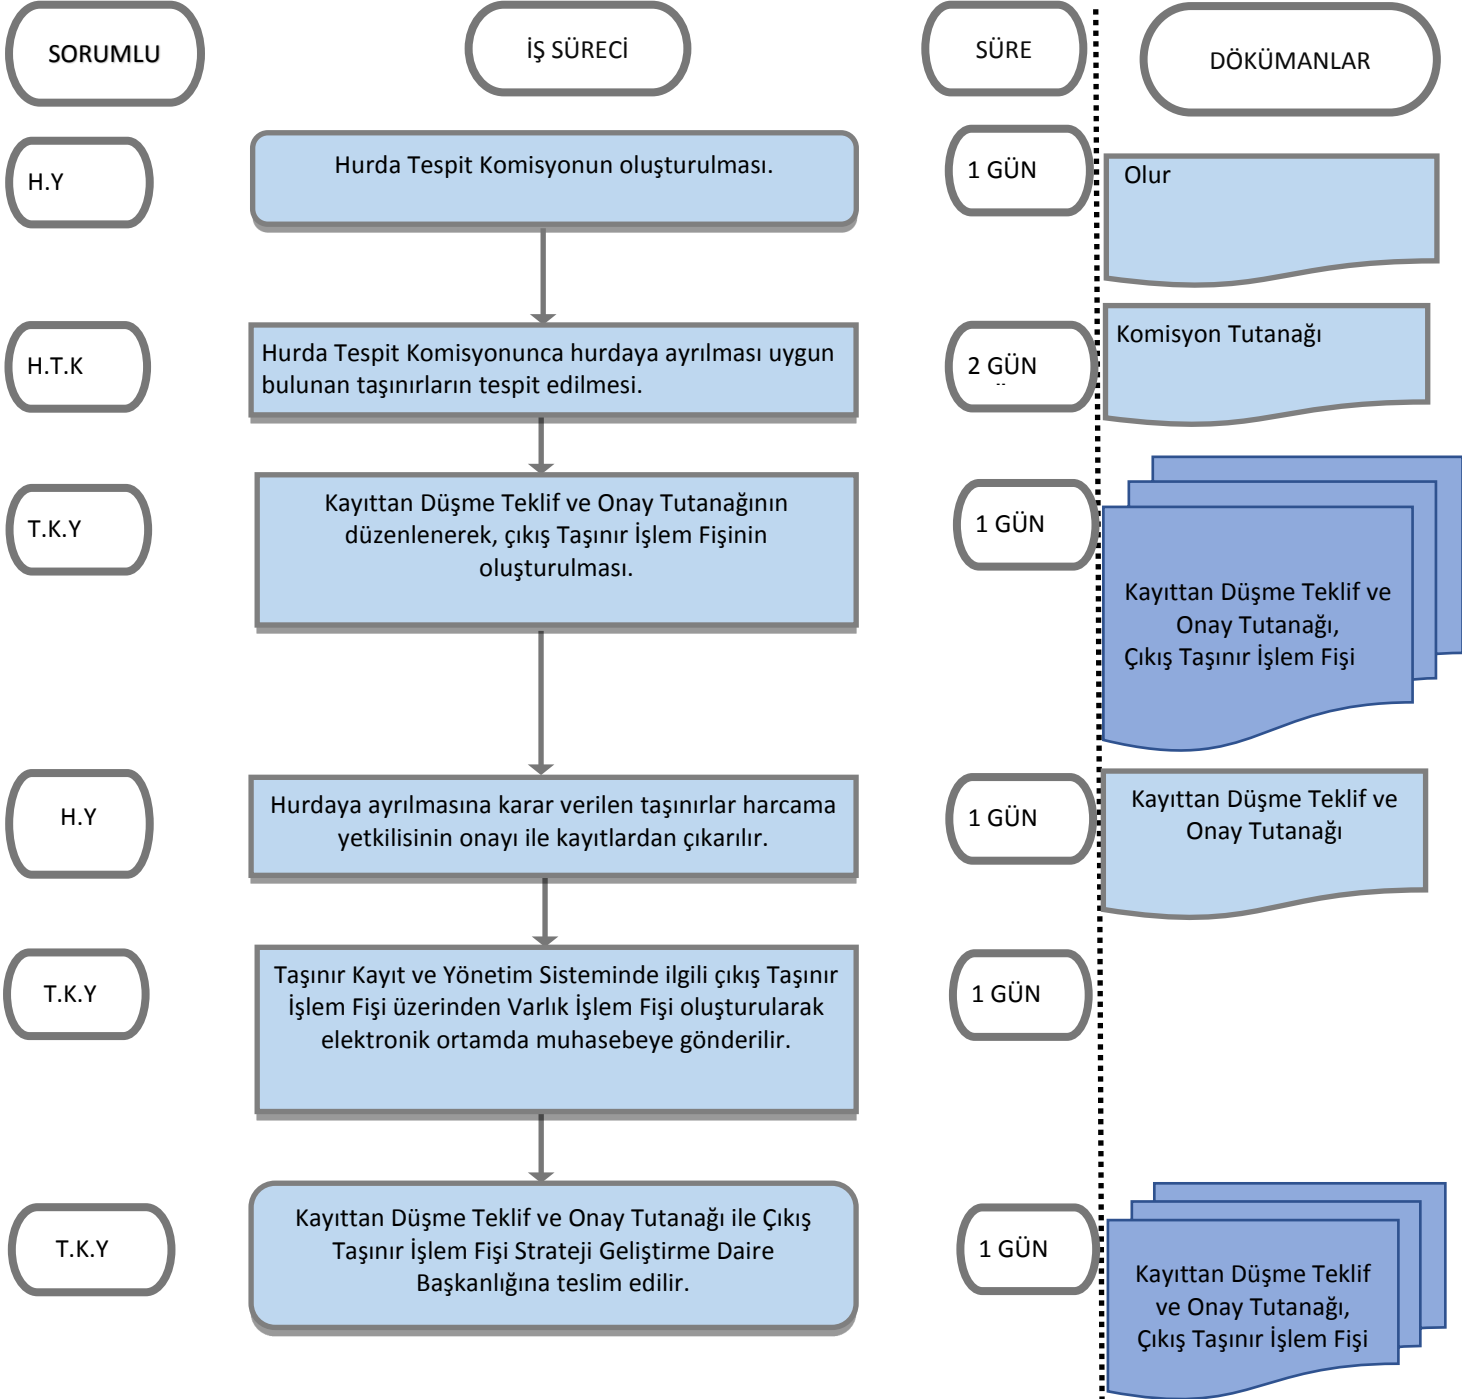 SORUMLU
İŞ SÜRECİ
SÜRE
DÖKÜMANLAR
H.Y
Hurda Tespit Komisyonun oluşturulması.
1 GÜN
Olur
H.T.K
Hurda Tespit Komisyonunca hurdaya ayrılması uygun
bulunan taşınırların tespit edilmesi.
2 GÜN
Komisyon Tutanağı
T.K.Y
Kayıttan Düşme Teklif ve Onay Tutanağının
düzenlenerek, çıkış Taşınır İşlem Fişinin
oluşturulması.
1 GÜN
Kayıttan Düşme Teklif ve
Onay Tutanağı,
Çıkış Taşınır İşlem Fişi
H.Y
Hurdaya ayrılmasına karar verilen taşınırlar harcama
yetkilisinin onayı ile kayıtlardan çıkarılır.
1 GÜN
Kayıttan Düşme Teklif ve
Onay Tutanağı
T.K.Y
Taşınır Kayıt ve Yönetim Sisteminde ilgili çıkış Taşınır
İşlem Fişi üzerinden Varlık İşlem Fişi oluşturularak
elektronik ortamda muhasebeye gönderilir.
1 GÜN
T.K.Y
Kayıttan Düşme Teklif ve Onay Tutanağı ile Çıkış
Taşınır İşlem Fişi Strateji Geliştirme Daire
Başkanlığına teslim edilir.
1 GÜN
Kayıttan Düşme Teklif
ve Onay Tutanağı,
Çıkış Taşınır İşlem Fişi